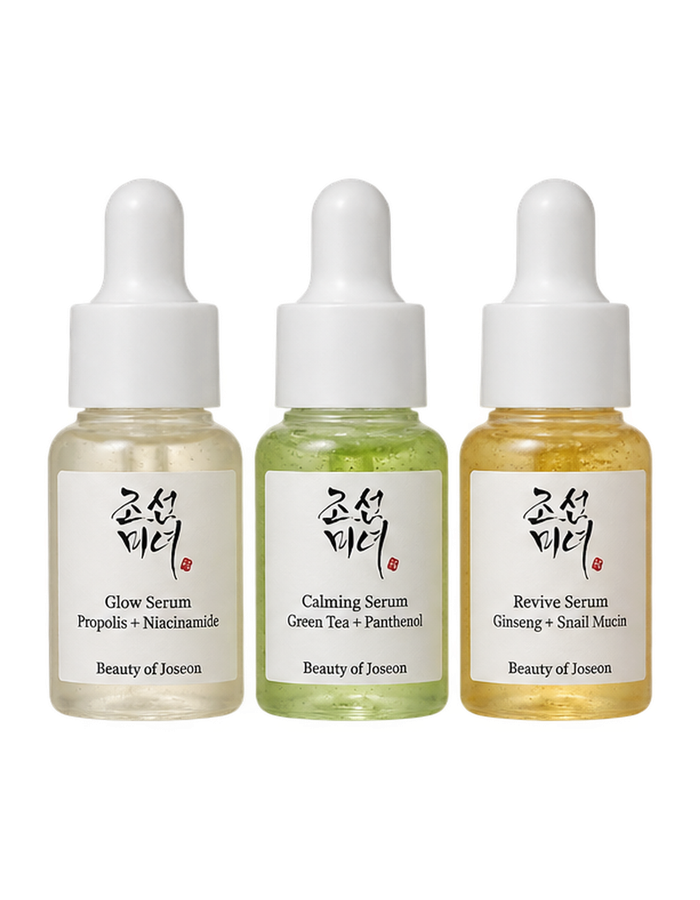 조선
미녀
Glow Serum
Propolis + Niacinamide
Beauty of Joseon
조선
미녀
Calming Serum
Green Tea + Panthenol
Beauty of Joseon
조선
미녀
Revive Serum
Ginseng + Snail Mucin
Beauty of Joseon